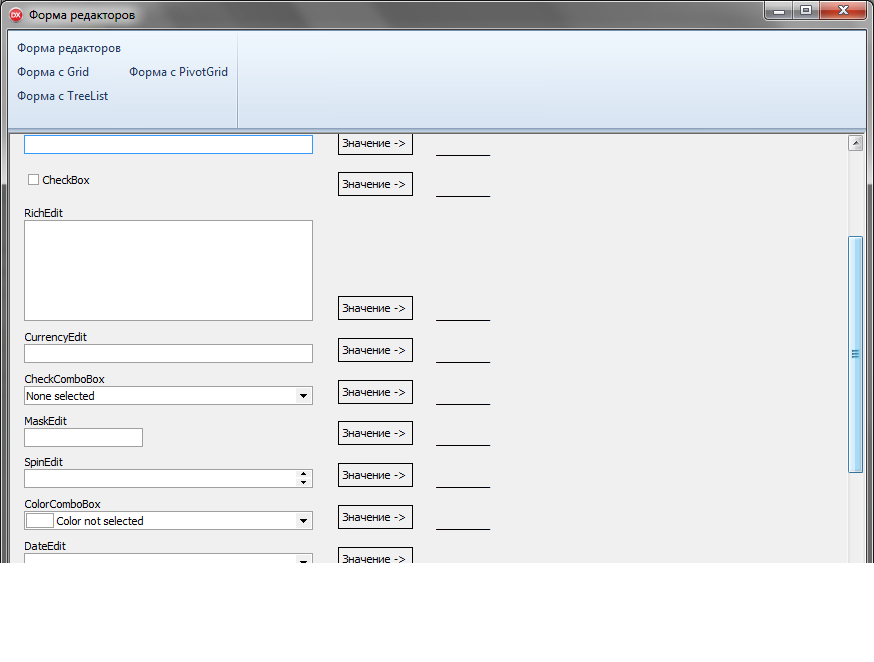 DX Форма редакторов
Форма редакторов
Форма с Grid Форма с PivotGrid
Форма с TreeList
Значение ->
CheckBox Значение ->
RichEdit
Значение ->
CurrencyEdit
Значение ->
CheckComboBox
None selected Значение ->
MaskEdit
Значение ->
SpinEdit
Значение ->
ColorComboBox
Color not selected Значение ->
DateEdit
Значение ->